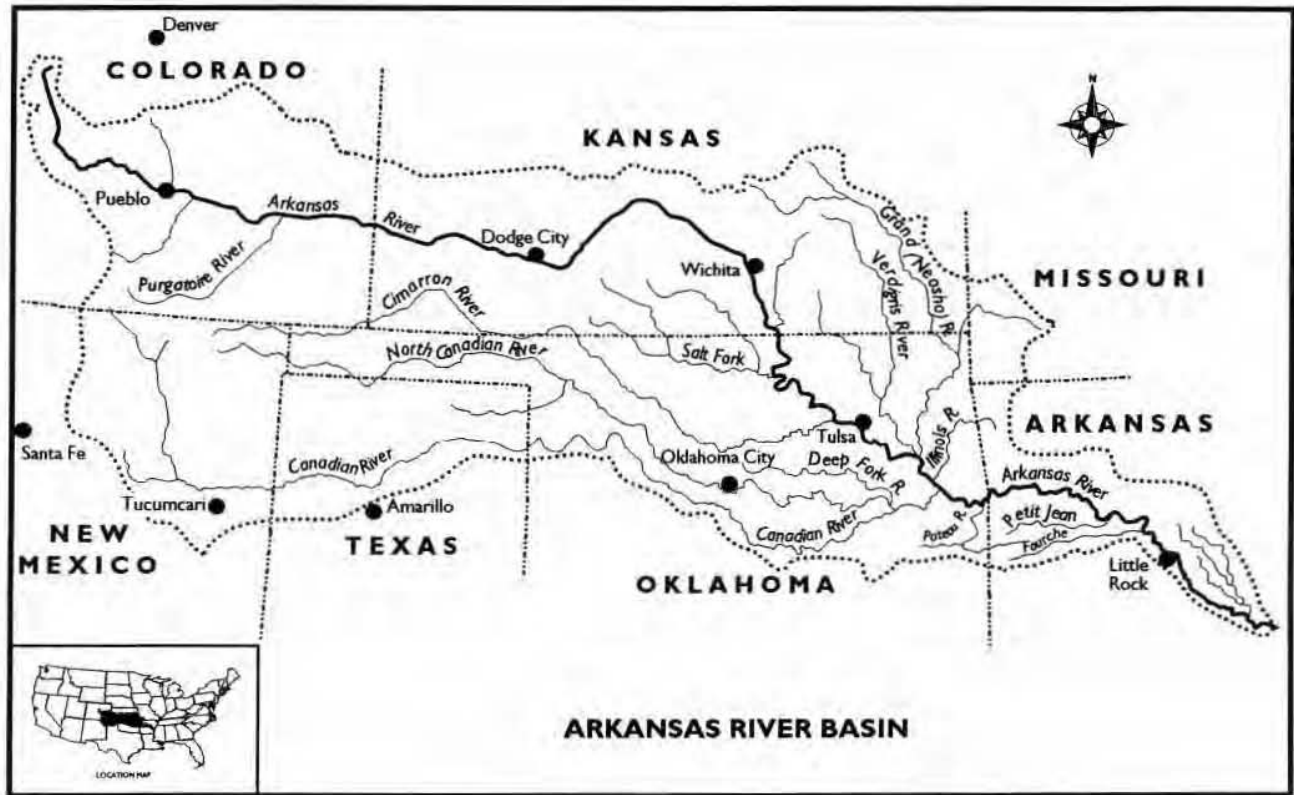 Denver
COLORADO
N
KANSAS
Pueblo
Arkansas
River
Dodge City
Wichita
Grand /Neosho R.
Verdigris River
MISSOURI
Purgatoire River
Cimarron River
North Canadian River
Salt Fork
Santa Fe
Tulsa
Illinois R.
ARKANSAS
Canadian River
Oklahoma City
Deep Fork R.
Arkansas River
Tucumcari
Amarillo
Canadian River
Poteau R.
Petit Jean
Fourche
NEW
MEXICO
TEXAS
OKLAHOMA
Little
Rock
ARKANSAS RIVER BASIN
LOCATION MAP